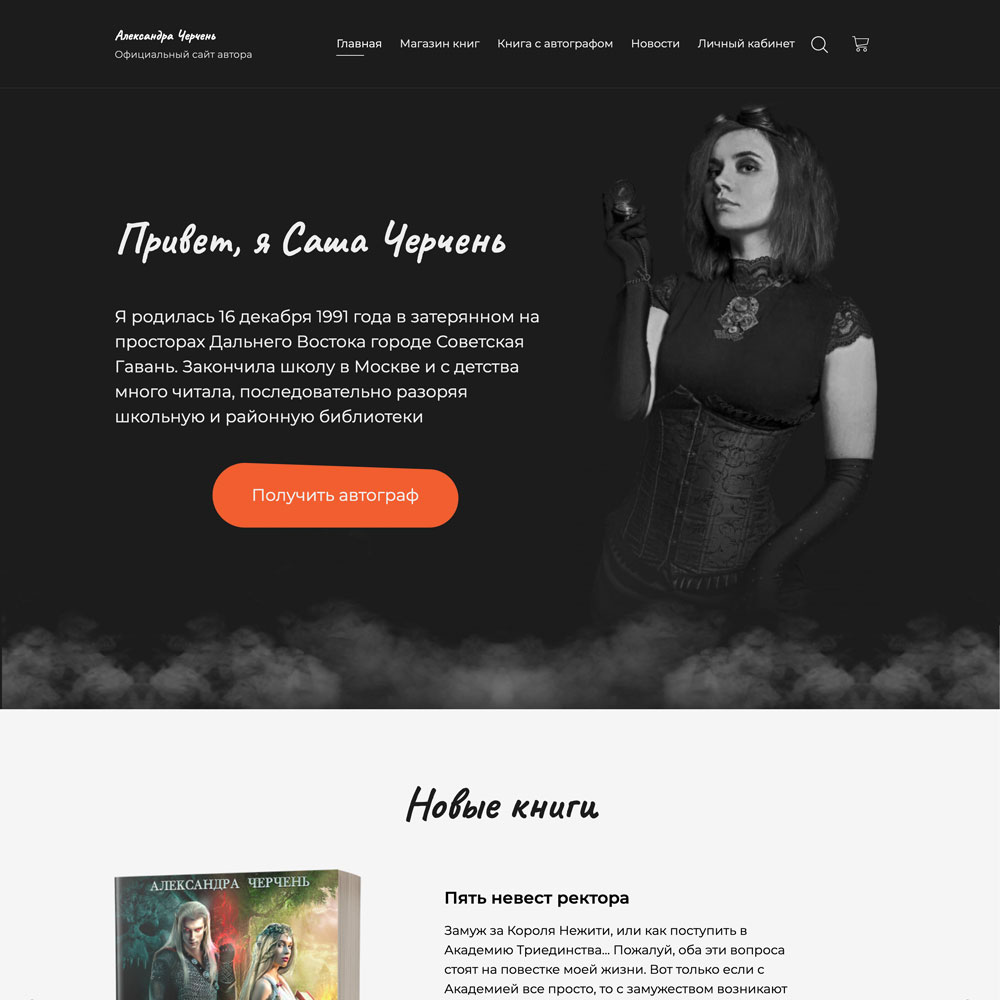 Александра Черчень
Официальный сайт автора
Главная Магазин книг Книга с автографом Новости Личный кабинет
Привет, я Саша Черчень
Я родилась 16 декабря 1991 года в затерянном на
просторах Дальнего Востока городе Советская
Гавань. Закончила школу в Москве и с детства
много читала, последовательно разоряя
школьную и районную библиотеки
Получить автограф
Новые книги
АЛЕКСАНДРА ЧЕРЧЕНЬ
Пять невест ректора
Замуж за Короля Нежити, или как поступить в
Академию Триединства... Пожалуй, оба эти вопроса
стоят на повестке моей жизни. Вот только если с
Академией все просто, то с замужеством возникают